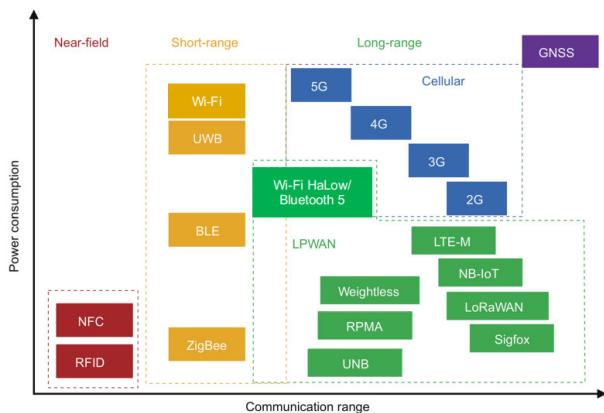 Near-field
Short-range
Long-range
GNSS
Cellular
5G
Wi-Fi
4G
UWB
3G
Wi-Fi HaLow/
Bluetooth 5
2G
BLE
LPWAN
LTE-M
NB-IoT
Weightless
LoRaWAN
NFC
RPMA
Sigfox
ZigBee
RFID
UNB
Power consumption
Communication range